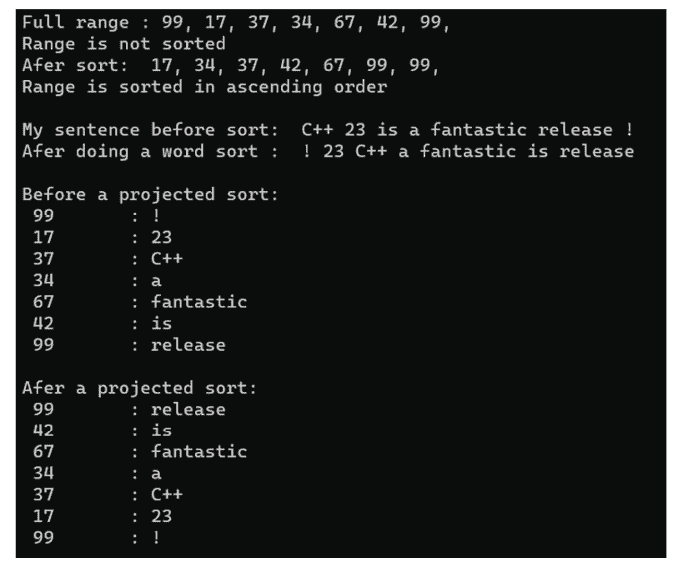 Full range : 99, 17, 37, 34, 67, 42, 99,
Range is not sorted
Afer sort:  17, 34, 37, 42, 67, 99, 99,
Range is sorted in ascending order
My sentence before sort:  C++ 23 is a fantastic release !
Afer doing a word sort :  ! 23 C++ a fantastic is release
Before a projected sort:
99 : !
17 : 23
37 : C++
34 : a
67 : fantastic
42 : is
99 : release
Afer a projected sort:
99 : release
42 : is
67 : fantastic
34 : a
37 : C++
17 : 23
99 : !